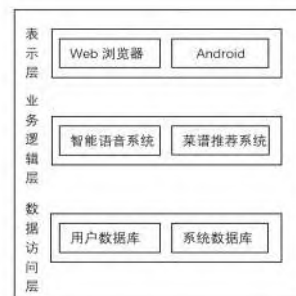 表示层
Web 浏览器
Android
业务逻辑层
智能语音系统
菜谱推荐系统
数据访问层
用户数据库
系统数据库